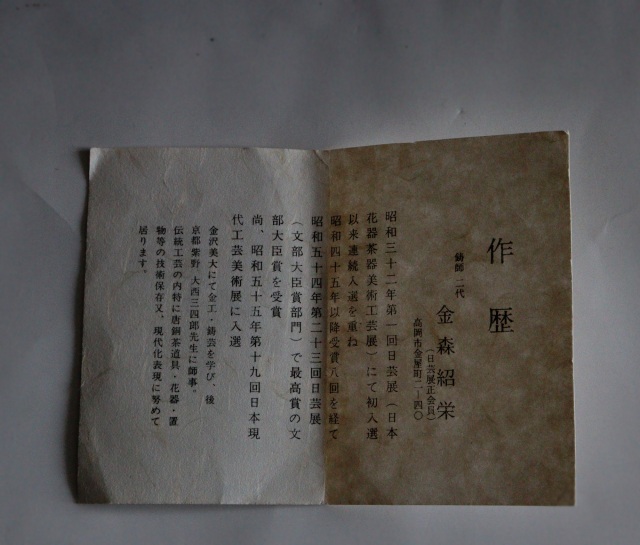 作歴
鋳師 二代
金森紹栄
(日芸展正会員)
高岡市金屋町二ー四〇
昭和三十二年第一回日芸展(日本
花器茶器美術工芸展)にて初入選
以来連続入選を重ね
昭和四十五年以降受賞八回を経て
昭和五十四年第二十三回日芸展
(文部大臣賞部門)で最高賞の文
部大臣賞を受賞
尚、昭和五十五年第十九回日本現
代工芸美術展に入選
金沢美大にて金工・鋳芸を学び、後
京都紫野 大西三四郎先生に師事。
伝統工芸の内特に唐銅茶道具・花器・置
物等の技術保存又、現代化表現に努めて
居ります。